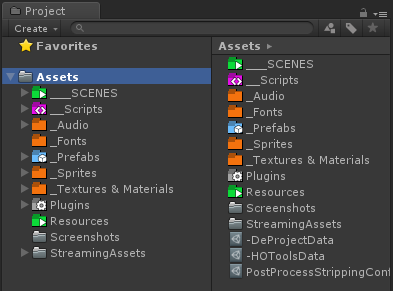 Project
Create
Favorites
Assets
____SCENES
__Scripts
_Audio
_Fonts
_Prefabs
_Sprites
_Textures & Materials
Plugins
Resources
Screenshots
StreamingAssets
Assets
____SCENES
__Scripts
_Audio
_Fonts
_Prefabs
_Sprites
_Textures & Materials
Plugins
Resources
Screenshots
StreamingAssets
-DeProjectData
-HOToolsData
PostProcessStrippingConf